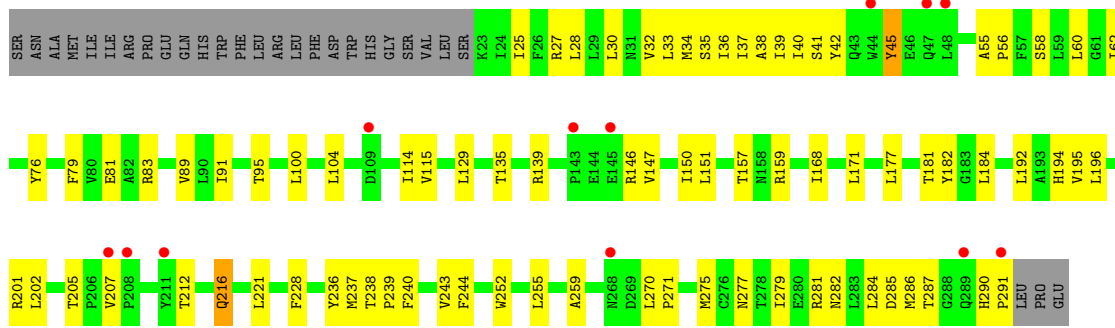 SER ASN ALA MET ILE ILE ARG PRO GLU GLN HIS TRP PHE LEU ARG LEU PHE ASP TRP HIS GLY SER VAL LEU SER K23 I24 I25 F26 R27 L28 L29 L30 N31 V32 L33 M34 S35 I36 I37 A38 I39 I40 S41 Y42 Q43 W44 Y45 E46 Q47 L48 A55 P56 F57 S58 L59 L60 G61
Y76 F79 V80 E81 A82 R83 V89 L90 I91 T95 L100 L104 D109 I114 V115 L129 T135 R139 P143 E144 E145 R146 V147 I150 L151 T157 N158 R159 I168 L171 L177 T181 Y182 G183 L184 L192 A193 H194 V195 L196
R201 L202 T205 P206 V207 P208 Y211 T212 Q216 L221 F228 Y236 M237 T238 P239 F240 V243 F244 W252 L255 A259 N268 D269 L270 P271 M275 C276 N277 T278 I279 E280 R281 N282 L283 L284 D285 M286 T287 G288 Q289 H290 P291 LEU PRO GLU